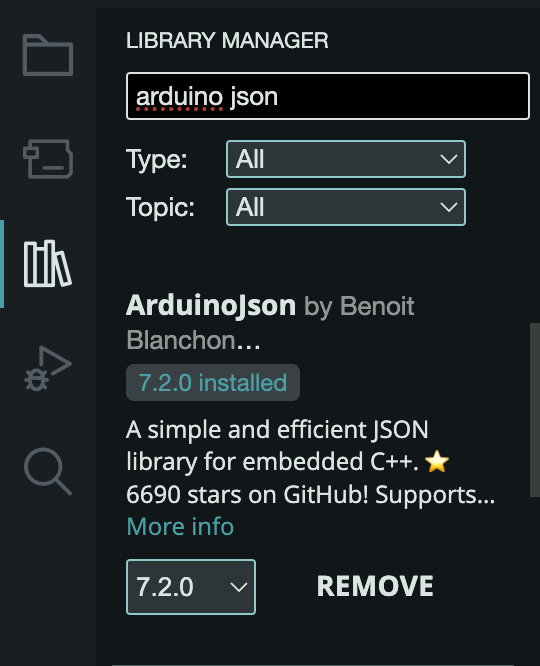 LIBRARY MANAGER
arduino json
Type: All
Topic: All
ArduinoJson by Benoit
Blanchon...
7.2.0 installed
A simple and efficient JSON
library for embedded C++. ⭐
6690 stars on GitHub! Supports...
More info
7.2.0 REMOVE